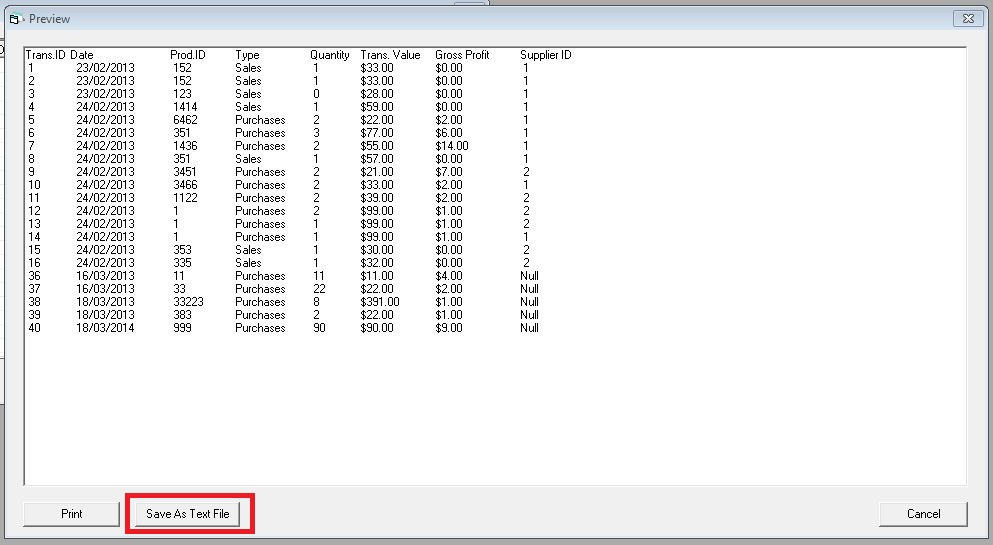 Preview
Trans.ID Date Prod.ID Type Quantity Trans. Value Gross Profit Supplier ID
1 23/02/2013 152 Sales 1 $33.00 $0.00 1
2 23/02/2013 152 Sales 1 $33.00 $0.00 1
3 23/02/2013 123 Sales 0 $28.00 $0.00 1
4 24/02/2013 1414 Sales 1 $59.00 $0.00 1
5 24/02/2013 6462 Purchases 2 $22.00 $2.00 1
6 24/02/2013 351 Purchases 3 $77.00 $6.00 1
7 24/02/2013 1436 Purchases 2 $55.00 $14.00 1
8 24/02/2013 351 Sales 1 $57.00 $0.00 1
9 24/02/2013 3451 Purchases 2 $21.00 $7.00 2
10 24/02/2013 3466 Purchases 2 $33.00 $2.00 1
11 24/02/2013 1122 Purchases 2 $39.00 $2.00 2
12 24/02/2013 1 Purchases 2 $99.00 $1.00 2
13 24/02/2013 1 Purchases 1 $99.00 $1.00 2
14 24/02/2013 1 Purchases 1 $99.00 $1.00 1
15 24/02/2013 353 Sales 1 $30.00 $0.00 2
16 24/02/2013 335 Sales 1 $32.00 $0.00 2
36 16/03/2013 11 Purchases 11 $11.00 $4.00 Null
37 16/03/2013 33 Purchases 22 $22.00 $2.00 Null
38 18/03/2013 33223 Purchases 8 $391.00 $1.00 Null
39 18/03/2013 383 Purchases 2 $22.00 $1.00 Null
40 18/03/2014 999 Purchases 90 $90.00 $9.00 Null
Print Save As Text File Cancel